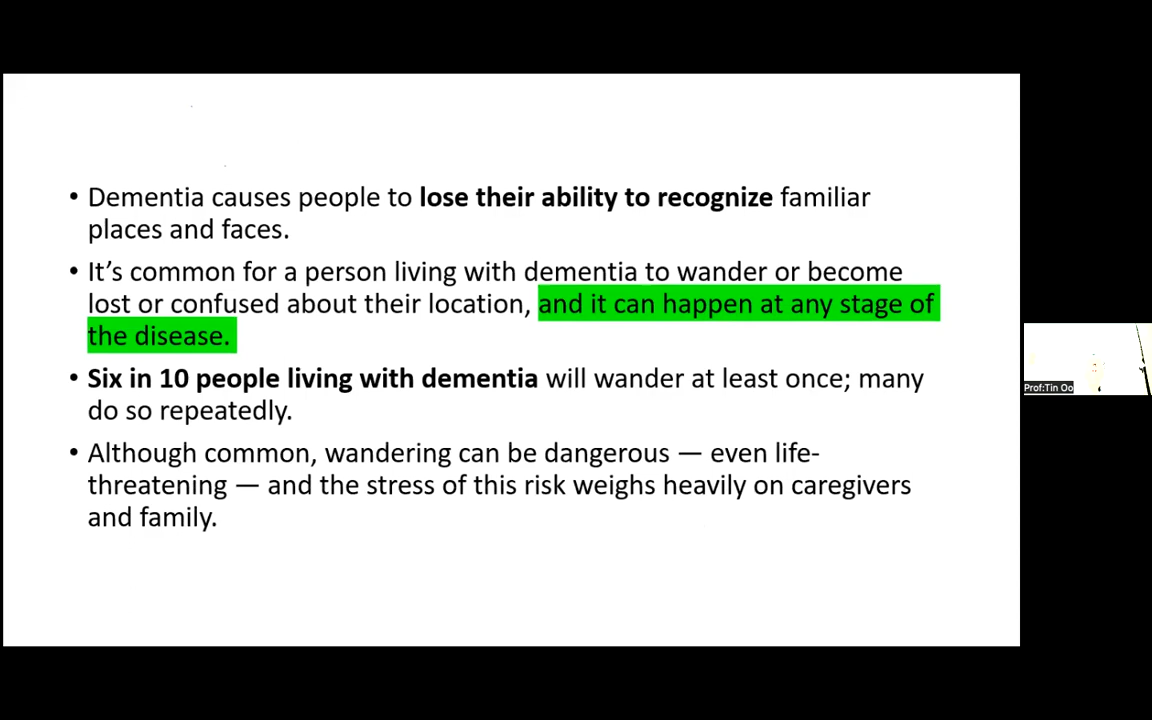 • Dementia causes people to lose their ability to recognize familiar
places and faces.
• It’s common for a person living with dementia to wander or become
lost or confused about their location, and it can happen at any stage of
the disease.
• Six in 10 people living with dementia will wander at least once; many
do so repeatedly.
• Although common, wandering can be dangerous — even life-
threatening — and the stress of this risk weighs heavily on caregivers
and family.
Prof:Tin Oo